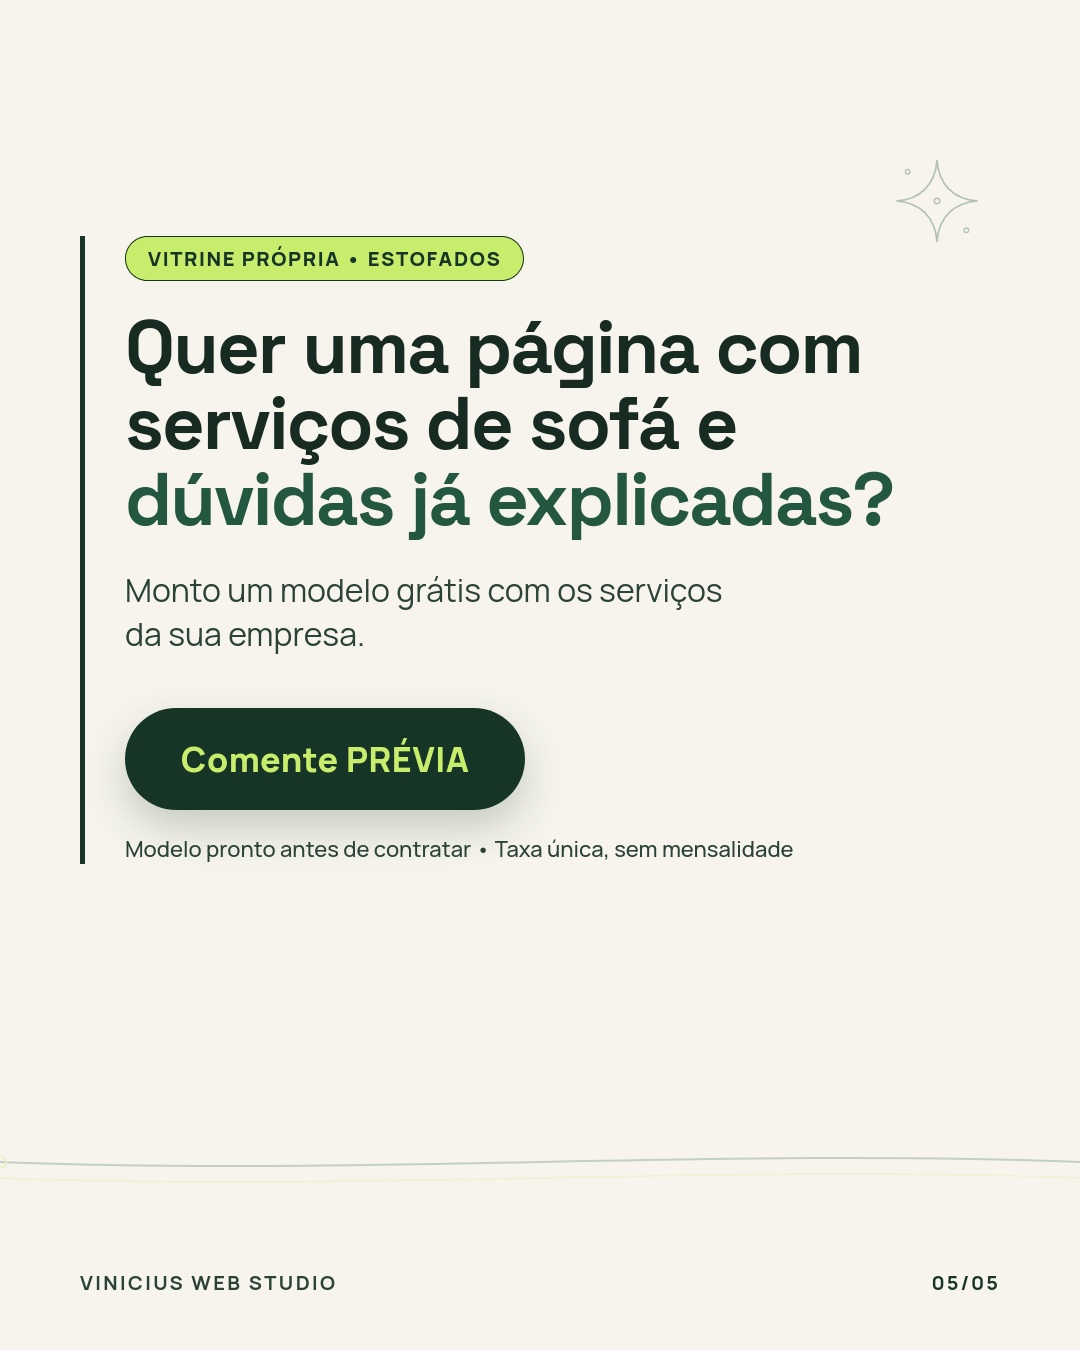 VITRINE PRÓPRIA • ESTOFADOS
Quer uma página com
serviços de sofá e
dúvidas já explicadas?
Monto um modelo grátis com os serviços
da sua empresa.
Comente PRÉVIA
Modelo pronto antes de contratar • Taxa única, sem mensalidade
VINICIUS WEB STUDIO
05/05